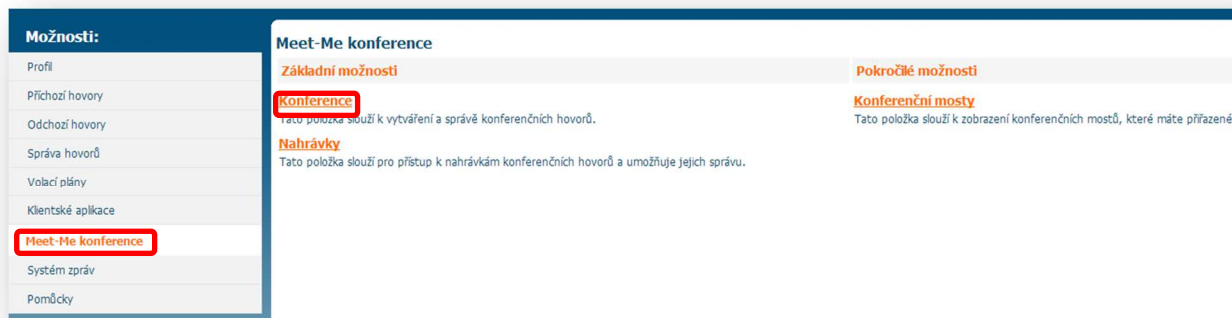 Možnosti:
Profil
Příchozí hovory
Odchozí hovory
Správa hovorů
Volací plány
Klientské aplikace
Meet-Me konference
Systém zpráv
Pomůcky
Meet-Me konference
Základní možnosti
Konference
Tato položka slouží k vytváření a správě konferenčních hovorů.
Nahrávky
Tato položka slouží pro přístup k nahrávkám konferenčních hovorů a umožňuje jejich správu.
Pokročilé možnosti
Konferenční mosty
Tato položka slouží k zobrazení konferenčních mostů, které máte přiřazené